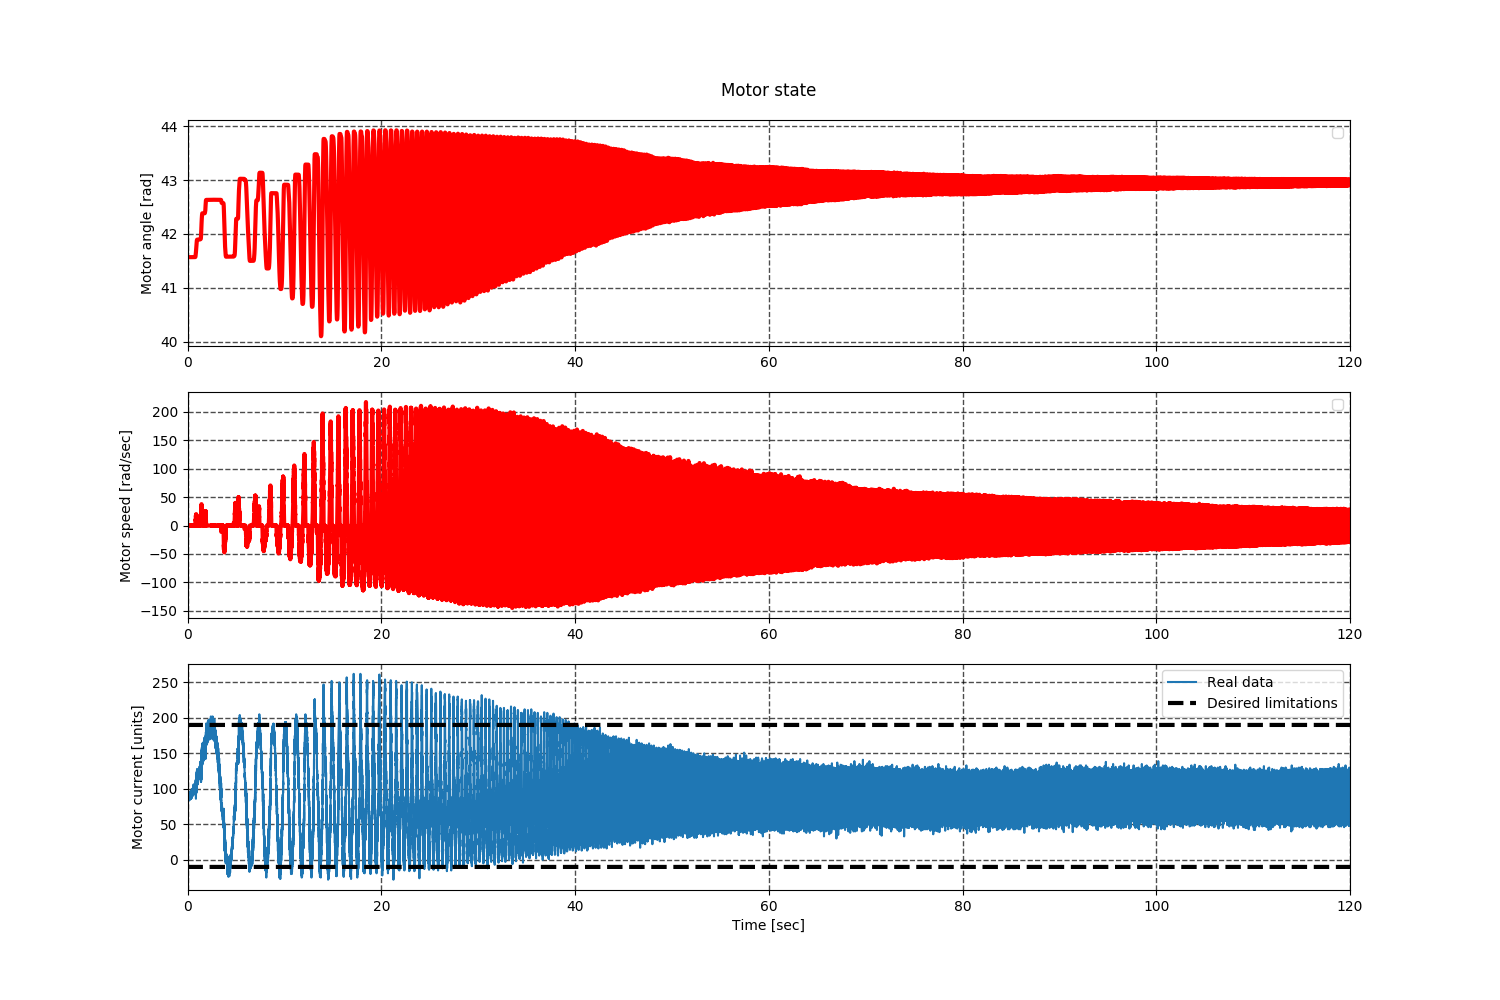 Motor state
44
43
42
41
40
Motor angle [rad]
0 20 40 60 80 100 120
200
150
100
50
0
−50
−100
−150
Motor speed [rad/sec]
0 20 40 60 80 100 120
250
200
150
100
50
0
Motor current [units]
Real data
Desired limitations
0 20 40 60 80 100 120
Time [sec]